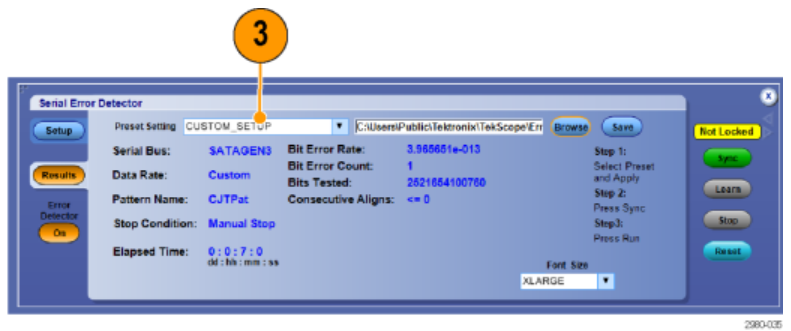 3
Serial Error Detector
Setup
Results
Error
Detector
On
Preset Setting CUSTOM_SETUP C:\Users\Public\Tektronix\TekScope\Err Browse Save
Serial Bus: SATAGEN3
Data Rate: Custom
Pattern Name: CJTPat
Stop Condition: Manual Stop
Elapsed Time: 0 : 0 : 7 : 0
dd : hh : mm : ss
Bit Error Rate: 3.965651e-013
Bit Error Count: 1
Bits Tested: 2521654100760
Consecutive Aligns: <= 0
Step 1:
Select Preset
and Apply
Step 2:
Press Sync
Step3:
Press Run
Font Size
XLARGE
x
Not Locked
Sync
Learn
Stop
Reset
2980-035